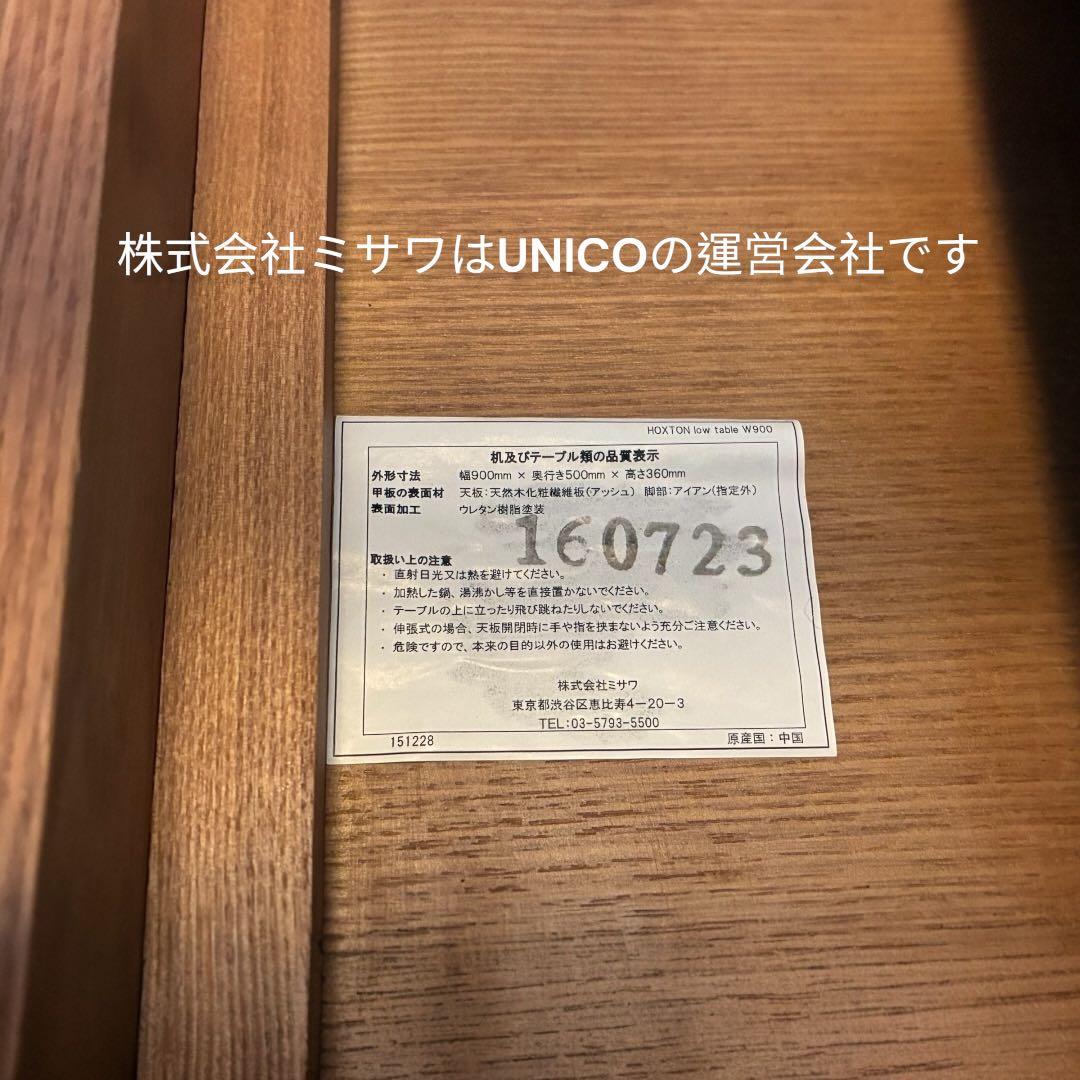 株式会社ミサワはUNICOの運営会社です
HOXTON low table W900
机及びテーブル類の品質表示
外形寸法 幅900mm × 奥行き500mm × 高さ360mm
甲板の表面材 天板：天然木化粧繊維板（アッシュ） 脚部：アイアン（指定外）
表面加工 ウレタン樹脂塗装
160723
取扱い上の注意
・ 直射日光又は熱を避けてください。
・ 加熱した鍋、湯沸かし等を直接置かないでください。
・ テーブルの上に立ったり飛び跳ねたりしないでください。
・ 伸張式の場合、天板開閉時に手や指を挟まないよう充分ご注意ください。
・ 危険ですので、本来の目的以外の使用はお避けください。
株式会社ミサワ
東京都渋谷区恵比寿4－20－3
TEL:03-5793-5500
151228 原産国：中国